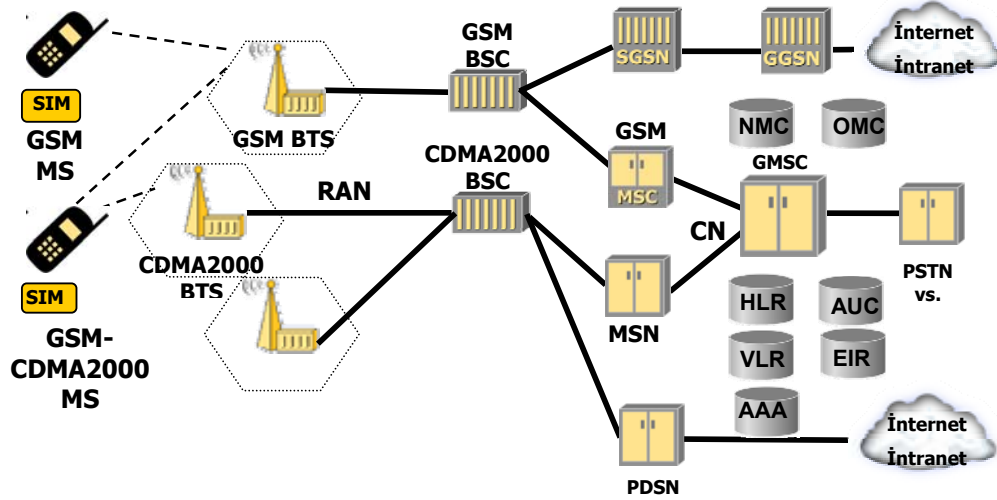 GSM
BSC
SGSN
GGSN
İnternet
İntranet
SIM
GSM
MS
GSM BTS
NMC
OMC
GSM
MSC
GMSC
CDMA2000
BSC
RAN
CN
CDMA2000
BTS
PSTN
vs.
SIM
GSM-
CDMA2000
MS
MSN
HLR
AUC
VLR
EIR
AAA
PDSN
İnternet
İntranet